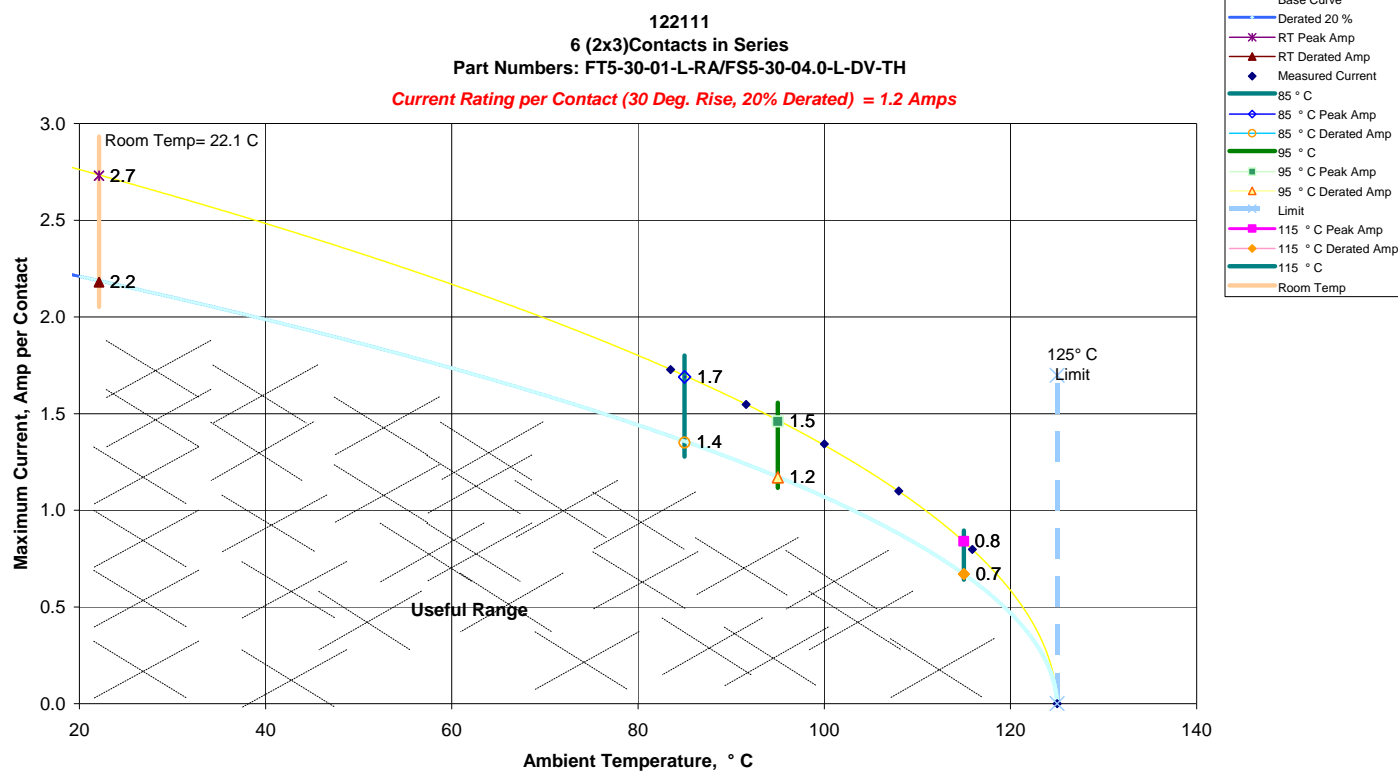 122111
6 (2x3)Contacts in Series
Part Numbers: FT5-30-01-L-RA/FS5-30-04.0-L-DV-TH
Current Rating per Contact (30 Deg. Rise, 20% Derated) = 1.2 Amps
Base Curve
Derated 20 %
RT Peak Amp
RT Derated Amp
Measured Current
85 ° C
85 ° C Peak Amp
85 ° C Derated Amp
95 ° C
95 ° C Peak Amp
95 ° C Derated Amp
Limit
115 ° C Peak Amp
115 ° C Derated Amp
115 ° C
Room Temp
Maximum Current, Amp per Contact
3.0
2.5
2.0
1.5
1.0
0.5
0.0
Room Temp= 22.1 C
2.7
2.2
1.7
1.4
1.5
1.2
0.8
0.7
125° C
Limit
Useful Range
20
40
60
80
100
120
140
Ambient Temperature, ° C